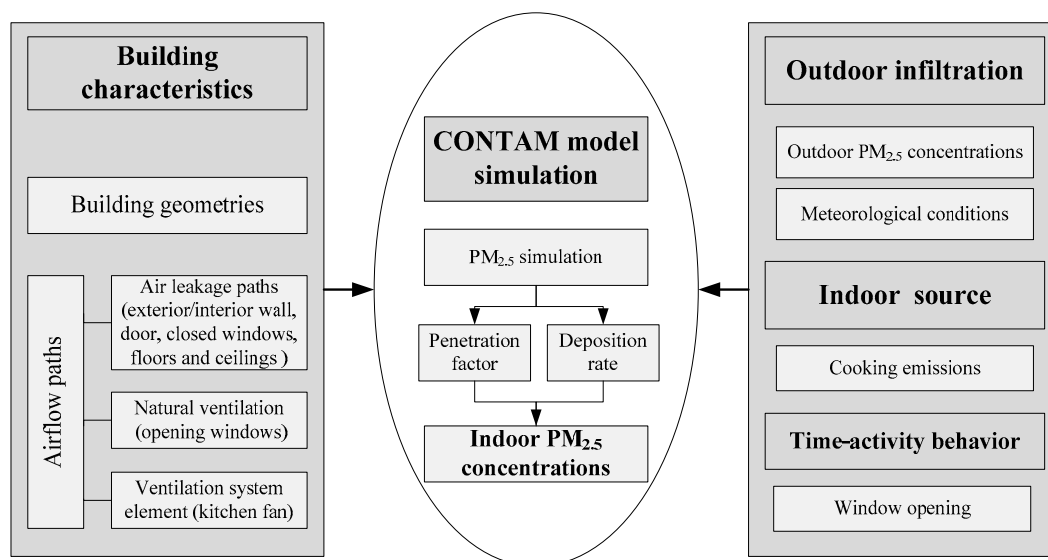 Building
characteristics
Building geometries
Airflow paths
Air leakage paths
(exterior/interior wall,
door, closed windows,
floors and ceilings )
Natural ventilation
(opening windows)
Ventilation system
element (kitchen fan)
CONTAM model
simulation
PM2.5 simulation
Penetration
factor
Deposition
rate
Indoor PM2.5
concentrations
Outdoor infiltration
Outdoor PM2.5 concentrations
Meteorological conditions
Indoor source
Cooking emissions
Time-activity behavior
Window opening